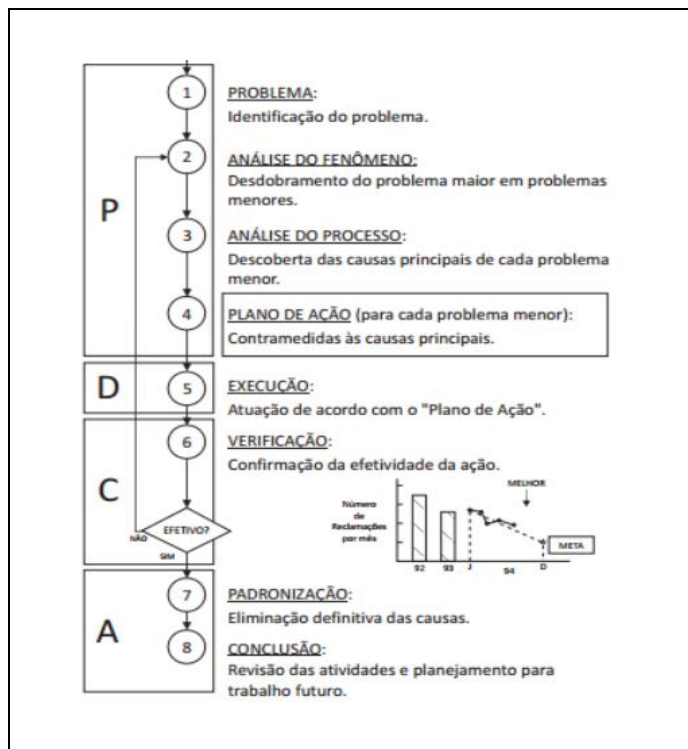 1
PROBLEMA:
Identificação do problema.
2
ANÁLISE DO FENÔMENO:
Desdobramento do problema maior em problemas
menores.
P
3
ANÁLISE DO PROCESSO:
Descoberta das causas principais de cada problema
menor.
4
PLANO DE AÇÃO (para cada problema menor):
Contramedidas às causas principais.
D
5
EXECUÇÃO:
Atuação de acordo com o "Plano de Ação".
6
VERIFICAÇÃO:
Confirmação da efetividade da ação.
C
EFETIVO?
NÃO
SIM
MELHOR
Número
de
Reclamações
por mês
META
92 93 J 94 D
7
PADRONIZAÇÃO:
Eliminação definitiva das causas.
A
8
CONCLUSÃO:
Revisão das atividades e planejamento para
trabalho futuro.